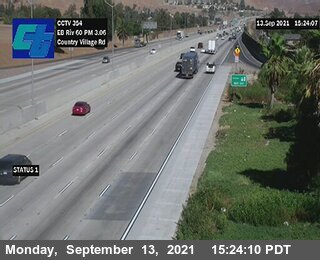 CCTV 354
EB Riv 60 PM 3.06
Country Village Rd
13 Sep 2021
15:24:07
STATUS 1
Monday, September 13, 2021 15:24:10 PDT